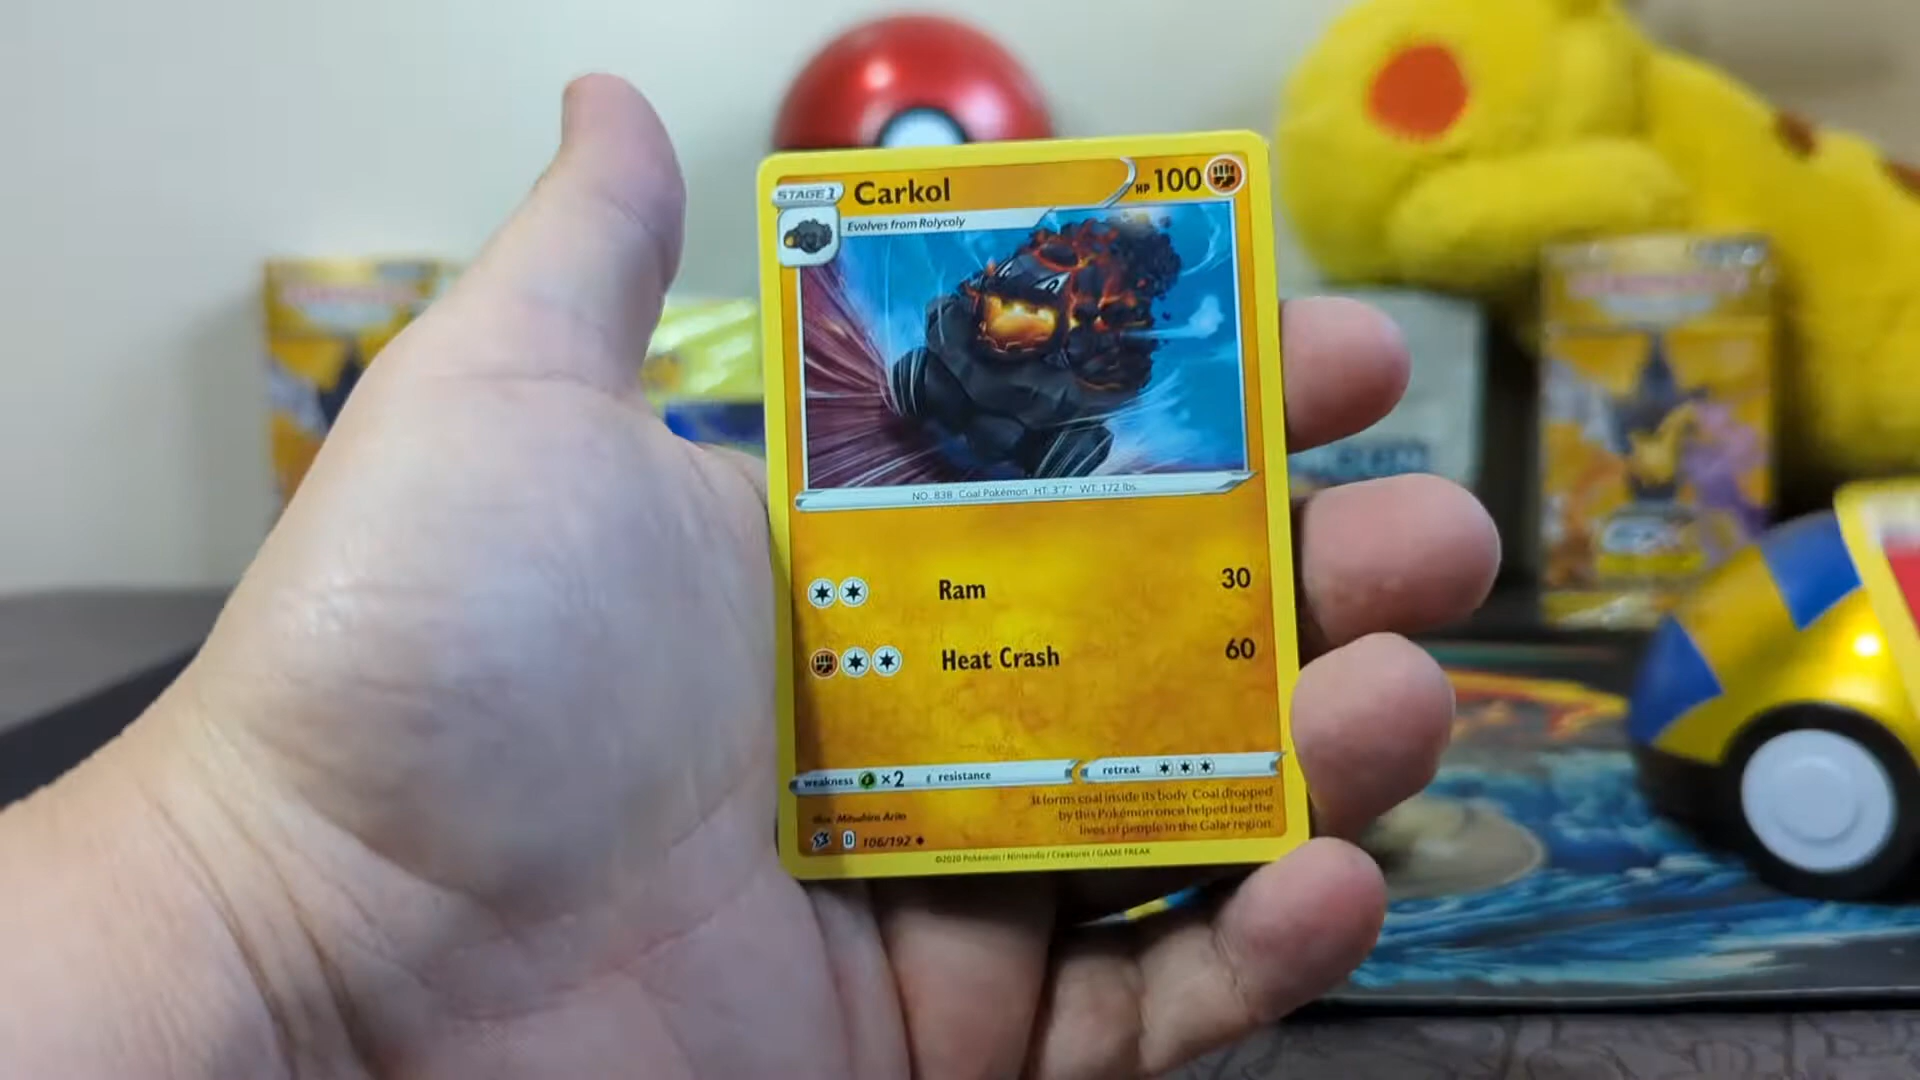 STAGE 1 Carkol HP 100
Evolves from Rolycoly
NO. 838 Coal Pokémon HT: 3'7" WT: 172 lbs.
Ram 30
Heat Crash 60
weakness ×2 resistance retreat
It forms coal inside its body. Coal dropped
by this Pokémon once helped fuel the
lives of people in the Galar region.
Illus. Mitsuhiro Arita
D 106/192
©2020 Pokémon / Nintendo / Creatures / GAME FREAK